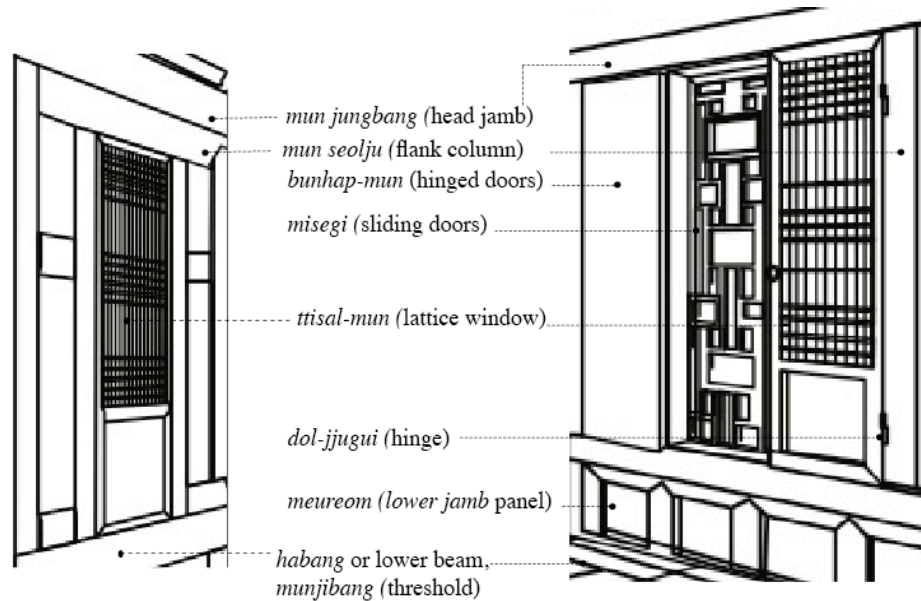 mun jungbang (head jamb)
mun seolju (flank column)
bunhap-mun (hinged doors)
misegi (sliding doors)
ttisal-mun (lattice window)
dol-jjugui (hinge)
meureom (lower jamb panel)
habang or lower beam,
munjibang (threshold)